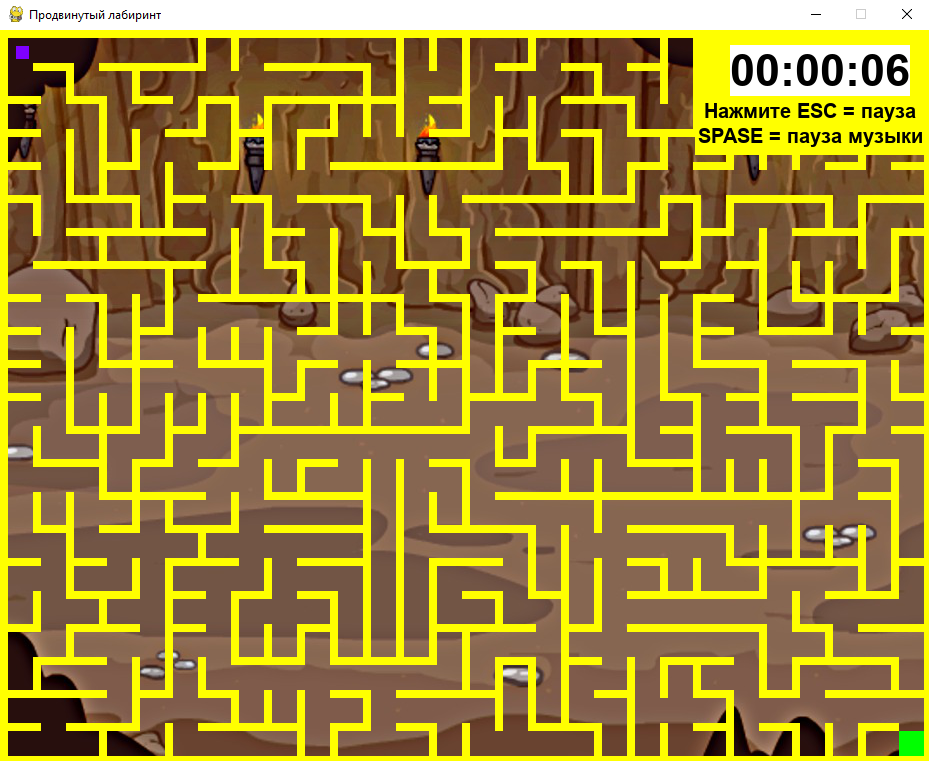 Продвинутый лабиринт
00:00:06
Нажмите ESC = пауза
SPASE = пауза музыки